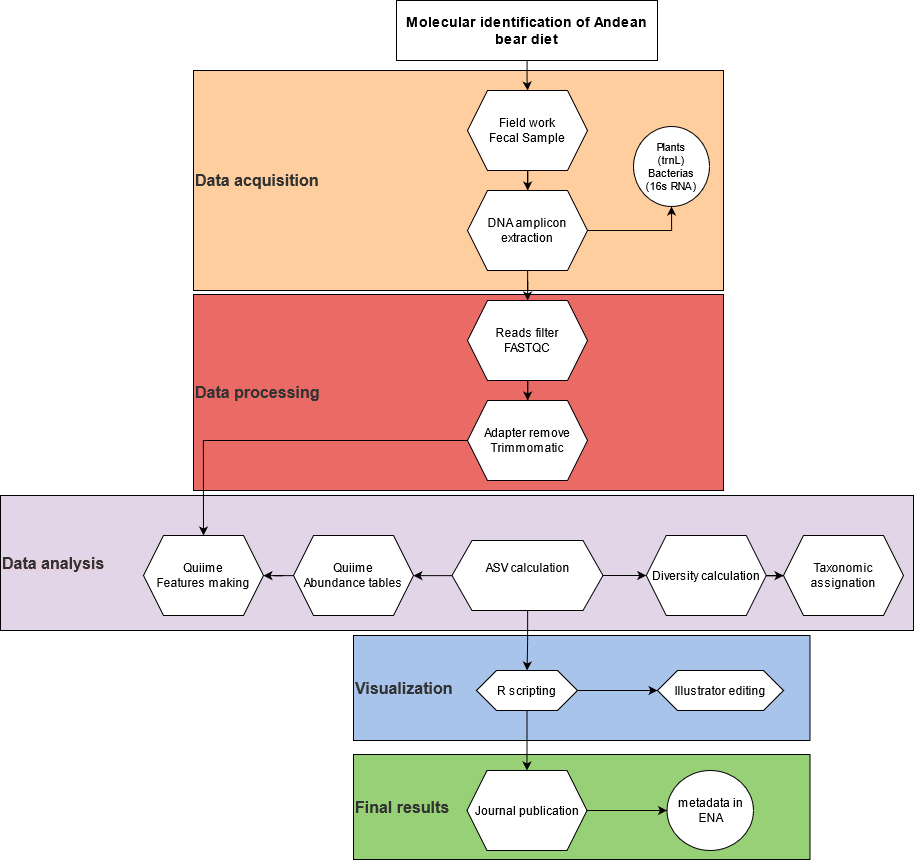 Molecular identification of Andean
bear diet
Data acquisition
Field work
Fecal Sample
Plants
(trnL)
Bacterias
(16s RNA)
DNA amplicon
extraction
Data processing
Reads filter
FASTQC
Adapter remove
Trimmomatic
Data analysis
Quiime
Features making
Quiime
Abundance tables
ASV calculation
Diversity calculation
Taxonomic
assignation
Visualization
R scripting
Illustrator editing
Final results
Journal publication
metadata in
ENA